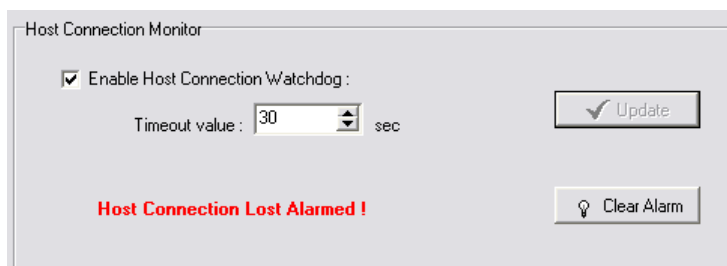 Host Connection Monitor
Enable Host Connection Watchdog :
Timeout value : 30 sec
Update
Host Connection Lost Alarmed !
Clear Alarm